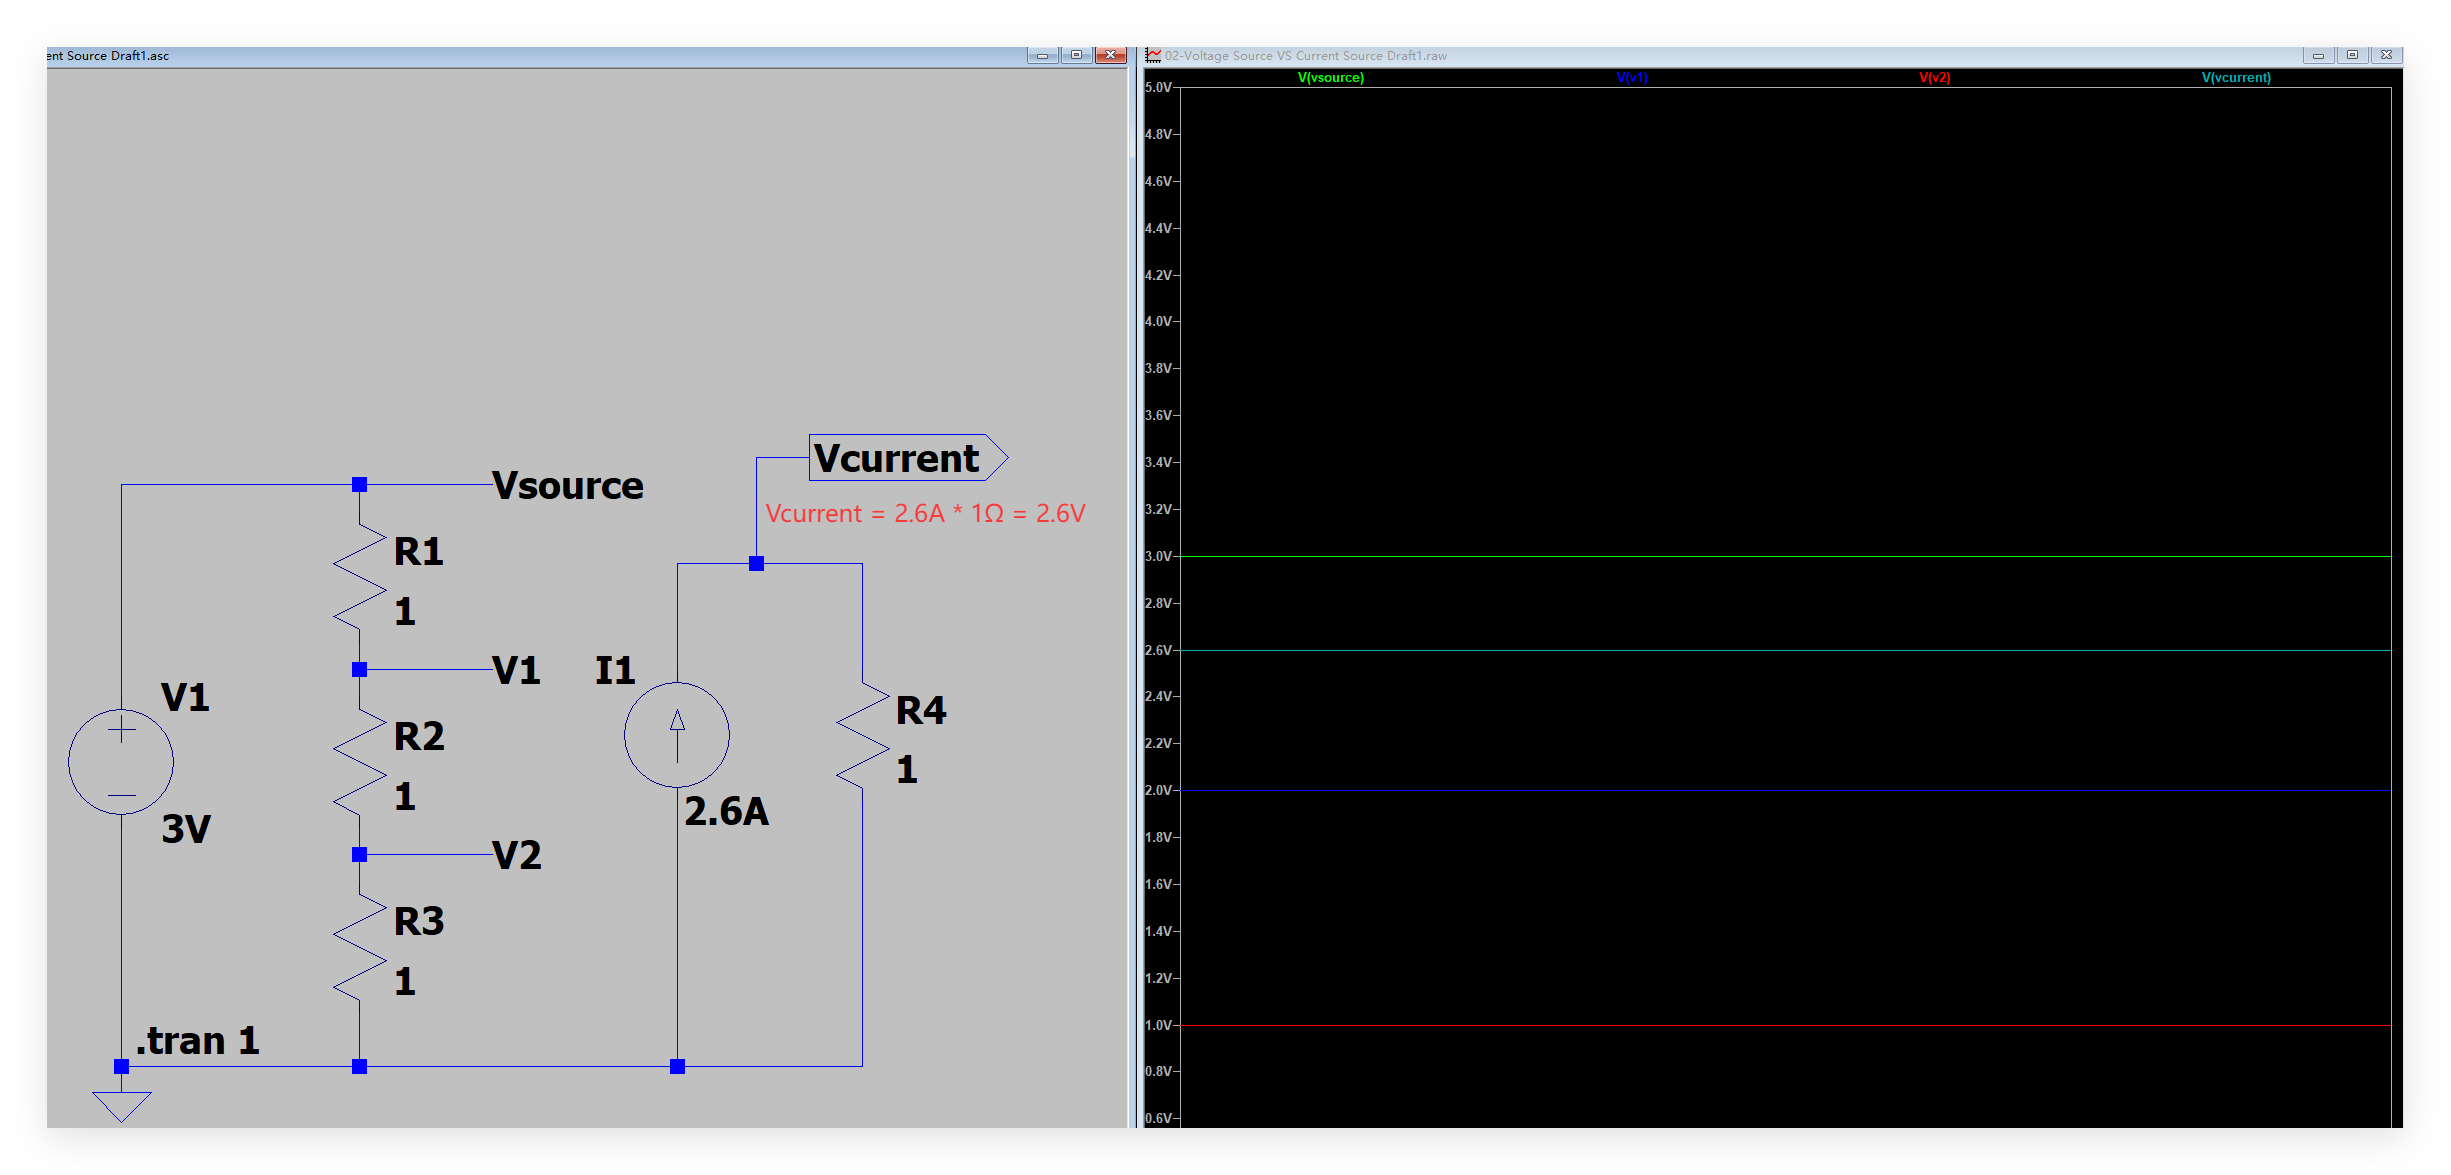 ent Source Draft1.asc
Vcurrent
Vsource
Vcurrent = 2.6A * 1Ω = 2.6V
R1
1
V1
I1
V1
R4
R2
1
1
2.6A
3V
V2
R3
1
.tran 1
02-Voltage Source VS Current Source Draft1.raw
V(vsource) V(v1) V(v2) V(vcurrent)
5.0V
4.8V
4.6V
4.4V
4.2V
4.0V
3.8V
3.6V
3.4V
3.2V
3.0V
2.8V
2.6V
2.4V
2.2V
2.0V
1.8V
1.6V
1.4V
1.2V
1.0V
0.8V
0.6V